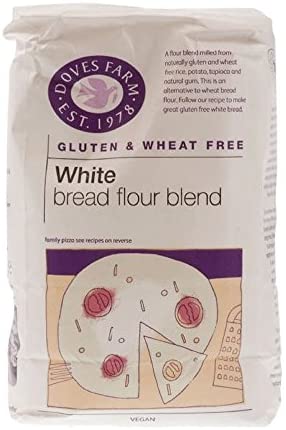 DOVES FARM
EST. 1978
A flour blend milled from
naturally gluten and wheat
free rice, potato, tapioca and
natural gums. This is an
alternative to wheat bread
flour. Follow our recipe to make
great gluten free white bread.
GLUTEN & WHEAT FREE
White
bread flour blend
family pizza see recipes on reverse
VEGAN